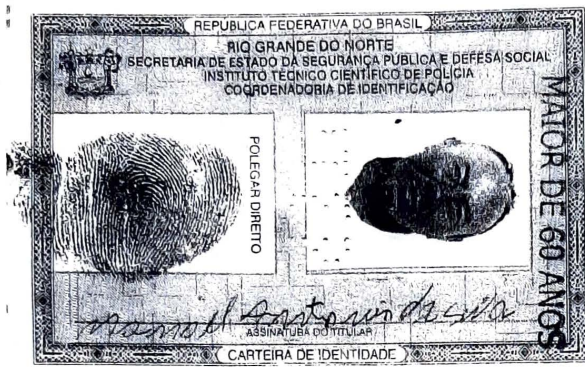 REPÚBLICA FEDERATIVA DO BRASIL
RIO GRANDE DO NORTE
SECRETARIA DE ESTADO DA SEGURANÇA PÚBLICA E DEFESA SOCIAL
INSTITUTO TÉCNICO CIENTÍFICO DE POLÍCIA
COORDENADORIA DE IDENTIFICAÇÃO
POLEGAR DIREITO
MAIOR DE 60 ANOS
Manoel Antonio da Silva
ASSINATURA DO TITULAR
CARTEIRA DE IDENTIDADE